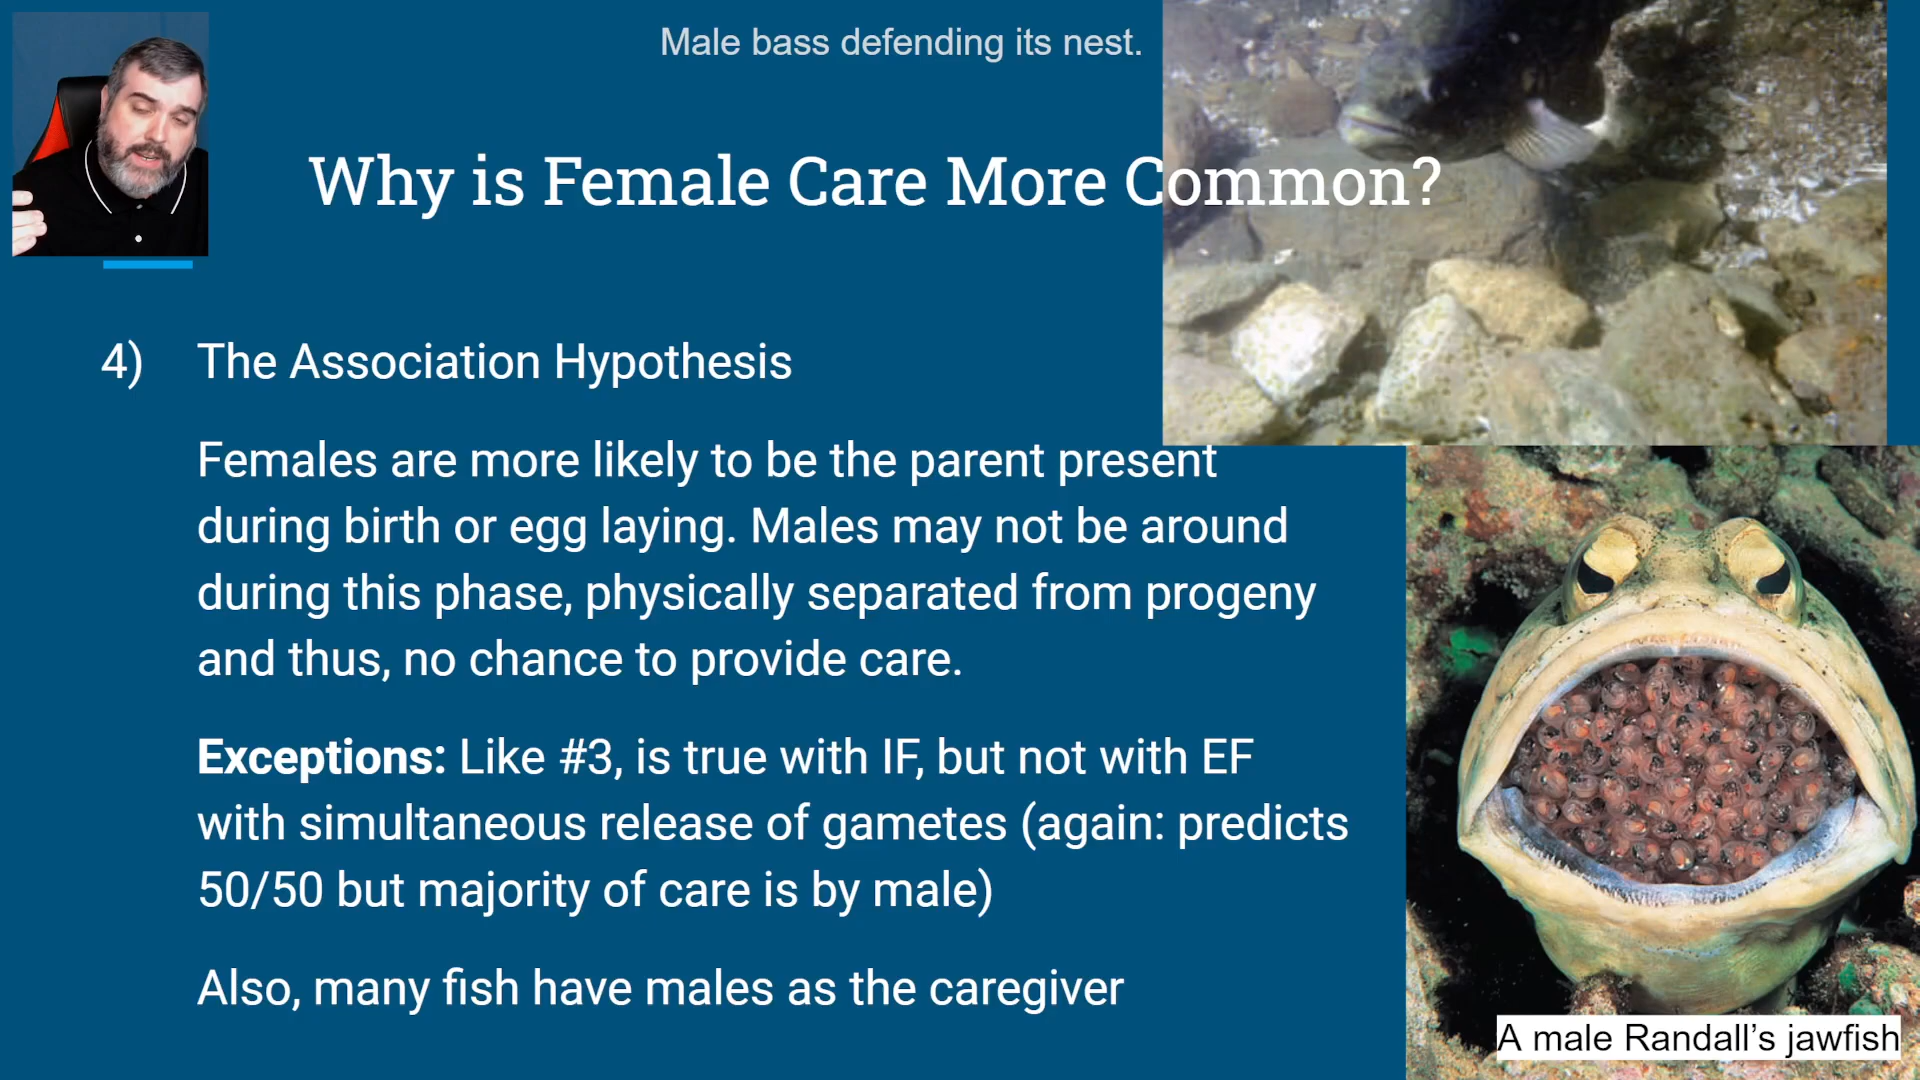 Male bass defending its nest.
Why is Female Care More Common?
4) The Association Hypothesis
Females are more likely to be the parent present
during birth or egg laying. Males may not be around
during this phase, physically separated from progeny
and thus, no chance to provide care.
Exceptions: Like #3, is true with IF, but not with EF
with simultaneous release of gametes (again: predicts
50/50 but majority of care is by male)
Also, many fish have males as the caregiver
A male Randall’s jawfish